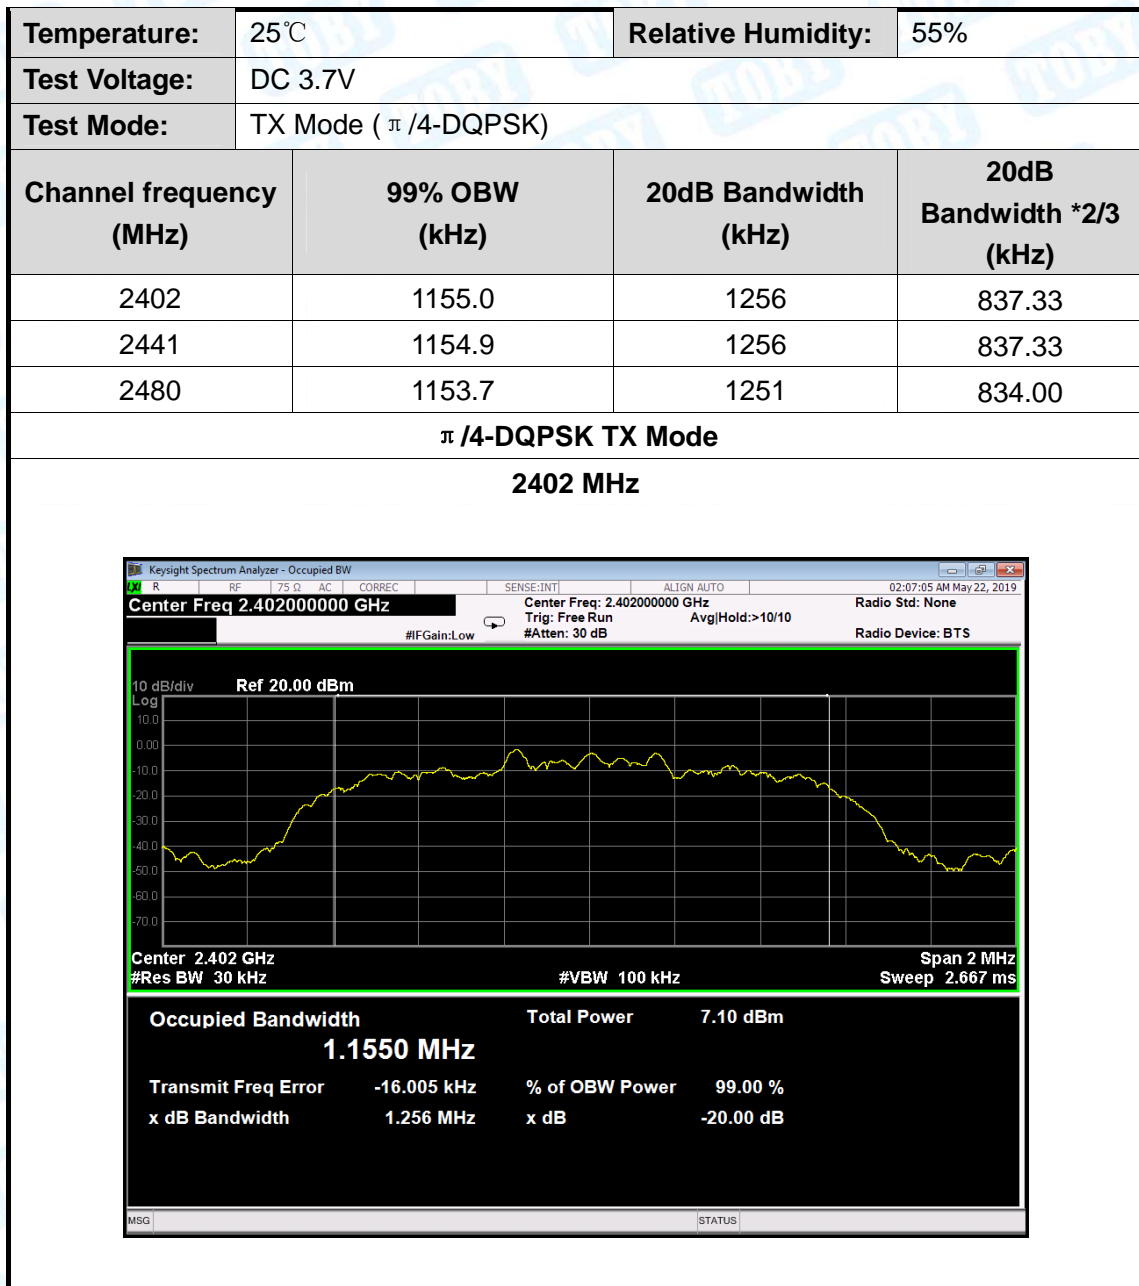 Temperature: 25℃ Relative Humidity: 55%
Test Voltage: DC 3.7V
Test Mode: TX Mode (π/4-DQPSK)
Channel frequency (MHz) 99% OBW (kHz) 20dB Bandwidth (kHz) 20dB Bandwidth *2/3 (kHz)
2402 1155.0 1256 837.33
2441 1154.9 1256 837.33
2480 1153.7 1251 834.00
π/4-DQPSK TX Mode
2402 MHz
Keysight Spectrum Analyzer - Occupied BW
LXI R RF 75 Ω AC CORREC SENSE:INT ALIGN AUTO 02:07:05 AM May 22, 2019
Center Freq 2.402000000 GHz Center Freq: 2.402000000 GHz Radio Std: None
Trig: Free Run Avg|Hold:>10/10
#IFGain:Low #Atten: 30 dB Radio Device: BTS
10 dB/div Ref 20.00 dBm
Log
10.0
0.00
-10.0
-20.0
-30.0
-40.0
-50.0
-60.0
-70.0
Center 2.402 GHz Span 2 MHz
#Res BW 30 kHz #VBW 100 kHz Sweep 2.667 ms
Occupied Bandwidth Total Power 7.10 dBm
1.1550 MHz
Transmit Freq Error -16.005 kHz % of OBW Power 99.00 %
x dB Bandwidth 1.256 MHz x dB -20.00 dB
MSG STATUS
TOBY